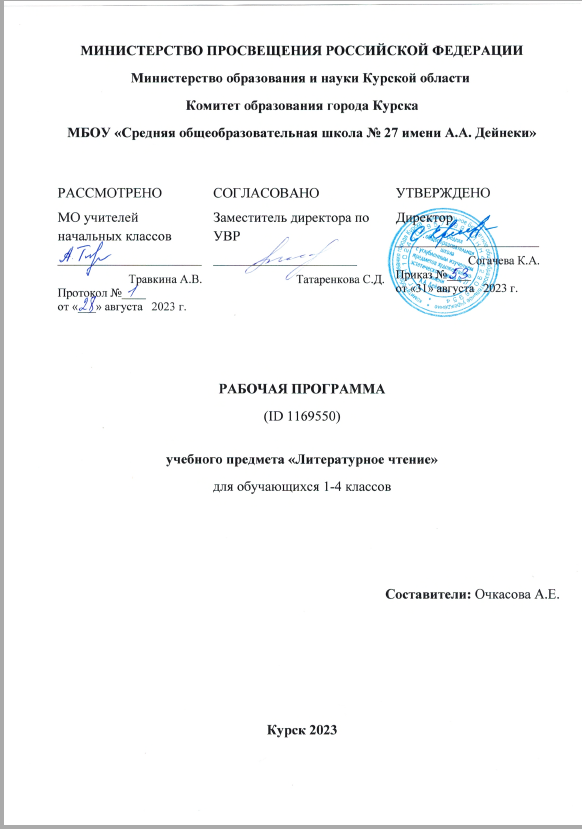 МИНИСТЕРСТВО ПРОСВЕЩЕНИЯ РОССИЙСКОЙ ФЕДЕРАЦИИ
Министерство образования и науки Курской области
Комитет образования города Курска
МБОУ «Средняя общеобразовательная школа № 27 имени А.А. Дейнеки»
РАССМОТРЕНО
МО учителей
начальных классов
Травкина А.В.
Протокол № 1
от «28» августа 2023 г.
СОГЛАСОВАНО
Заместитель директора по
УВР
Татаренкова С.Д.
УТВЕРЖДЕНО
Директор
Согачева К.А.
Приказ № 53
от «31» августа 2023 г.
РАБОЧАЯ ПРОГРАММА
(ID 1169550)
учебного предмета «Литературное чтение»
для обучающихся 1-4 классов
Составители: Очкасова А.Е.
Курск 2023